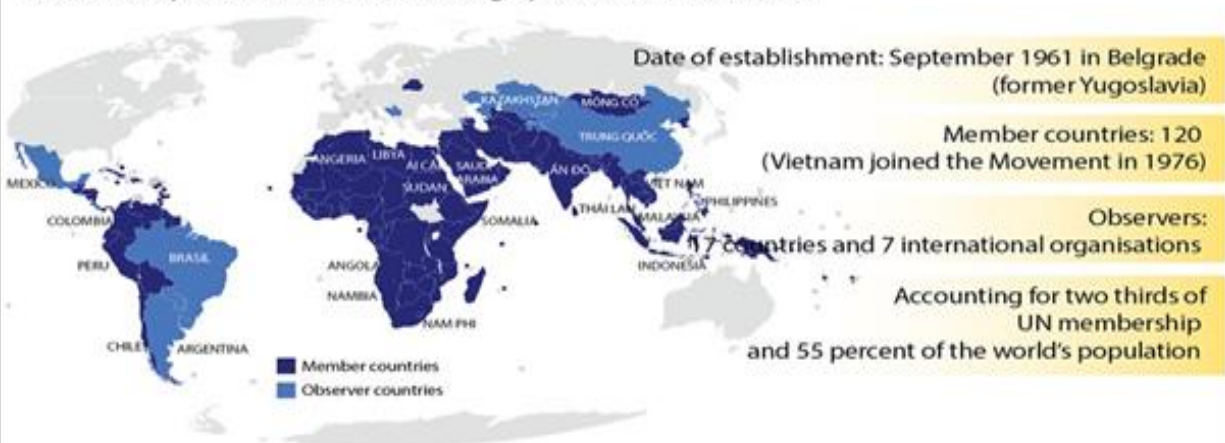 Date of establishment: September 1961 in Belgrade
(former Yugoslavia)
Member countries: 120
(Vietnam joined the Movement in 1976)
Observers:
17 countries and 7 international organisations
Accounting for two thirds of
UN membership
and 55 percent of the world's population
KAZAKHSTAN
MÔNG CỔ
TRUNG QUỐC
ANGERIA
LIBYA
AI CẬP
SAUDI
ARABIA
SUDAN
ẤN ĐỘ
VIỆT NAM
THÁI LAN
PHILIPPINES
MALAYSIA
INDONESIA
SOMALIA
ANGOLA
NAMIBIA
NAM PHI
MEXICO
COLOMBIA
PERU
BRASIL
CHILE
ARGENTINA
Member countries
Observer countries